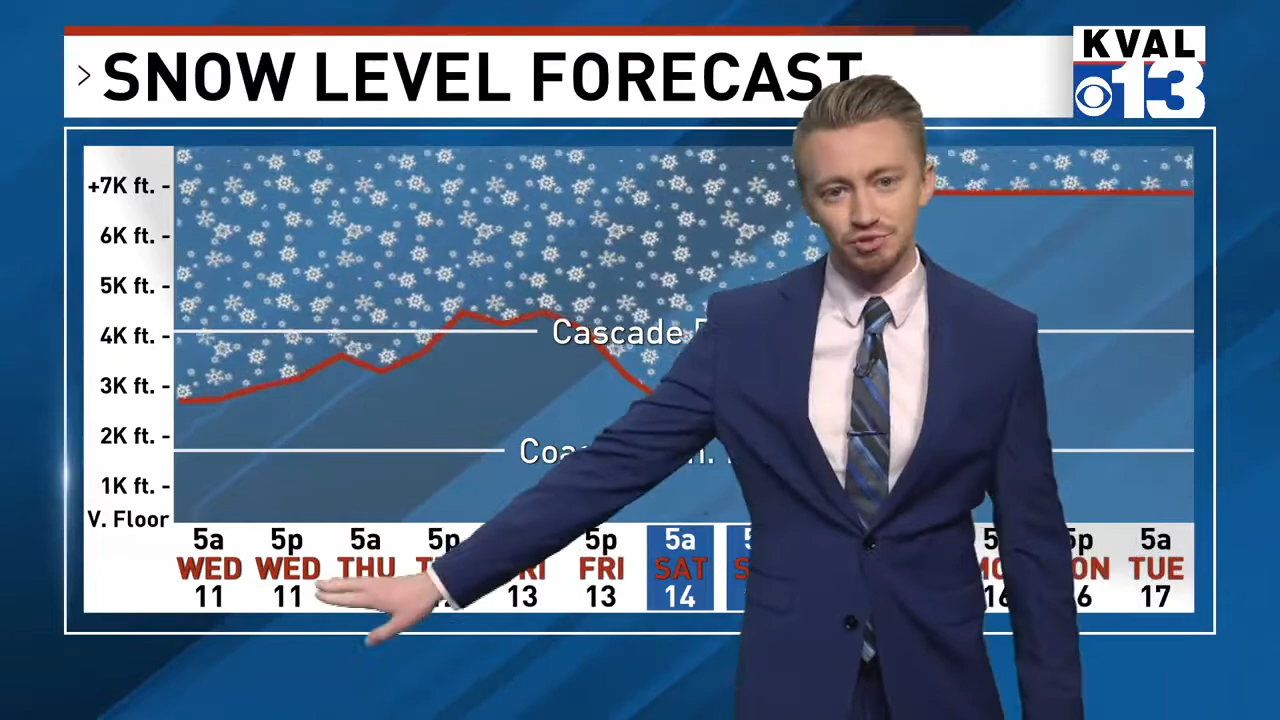 > SNOW LEVEL FORECAST
KVAL
13
+7K ft. -
6K ft. -
5K ft. -
4K ft. -
3K ft. -
2K ft. -
1K ft. -
V. Floor
Cascade
5a 5p 5a 5p 5p 5a 5p 5a
WED WED THU FRI SAT TUE
11 11 13 13 14 16 17